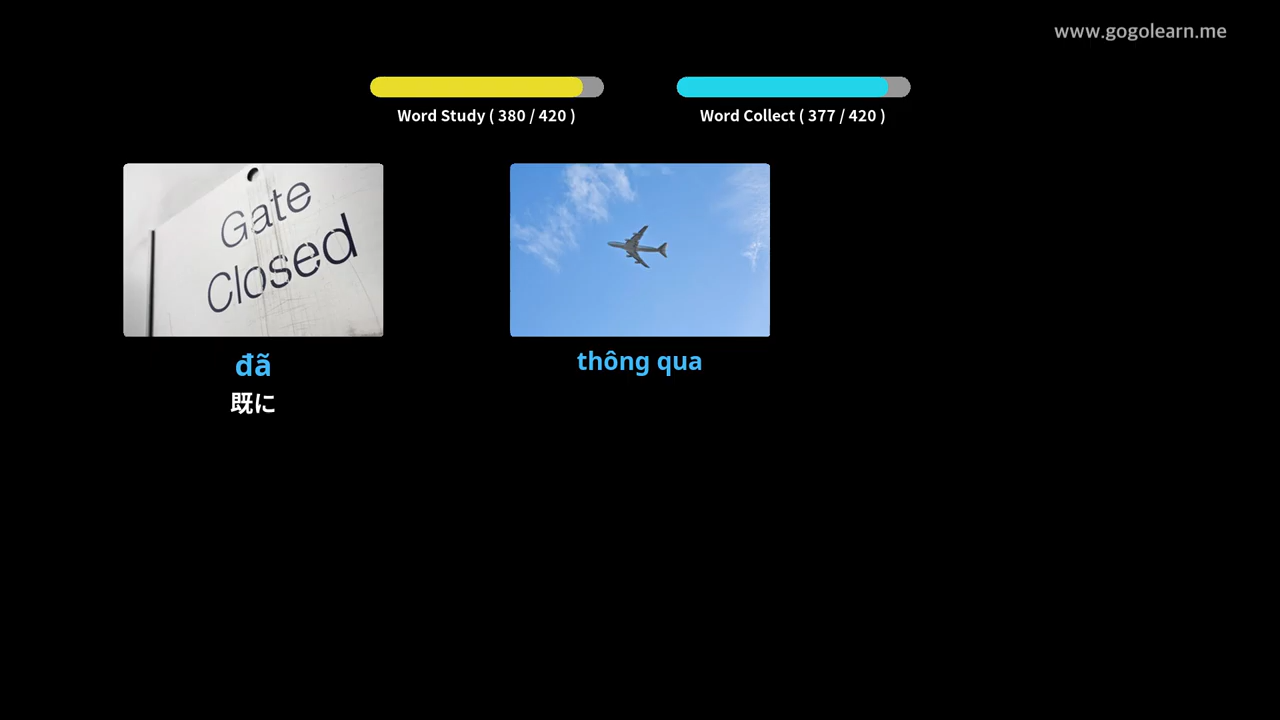 www.gogolearn.me
Word Study ( 380 / 420 )
Word Collect ( 377 / 420 )
Gate
Closed
đã
既に
thông qua